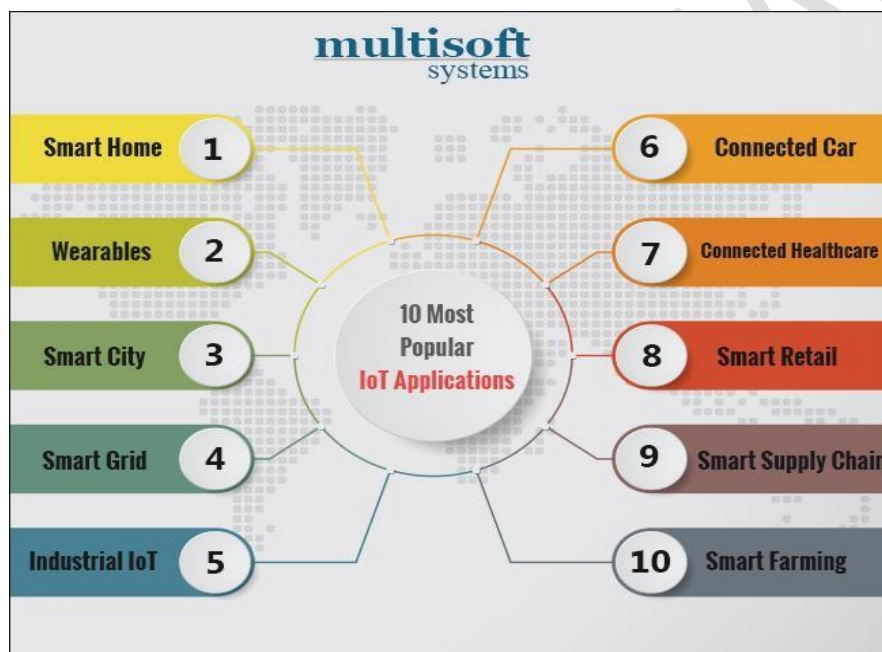 multisoft
systems
Smart Home 1
Wearables 2
Smart City 3
Smart Grid 4
Industrial IoT 5
10 Most
Popular
IoT Applications
6 Connected Car
7 Connected Healthcare
8 Smart Retail
9 Smart Supply Chain
10 Smart Farming